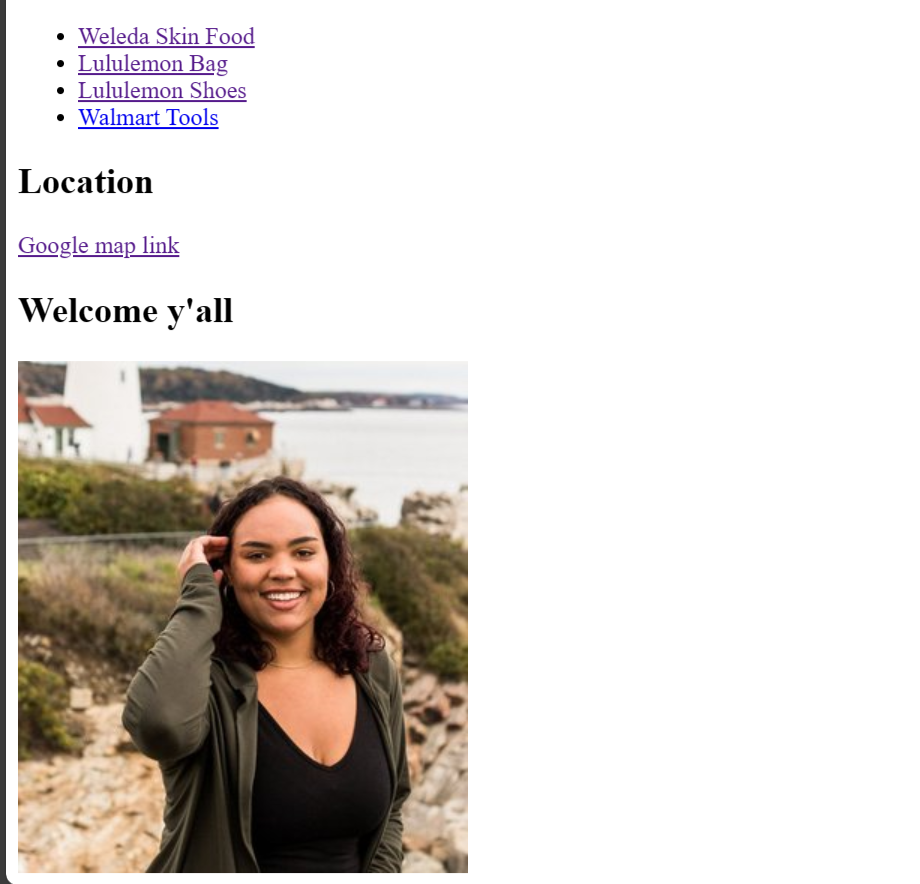 Weleda Skin Food
Lululemon Bag
Lululemon Shoes
Walmart Tools
Location
Google map link
Welcome y'all